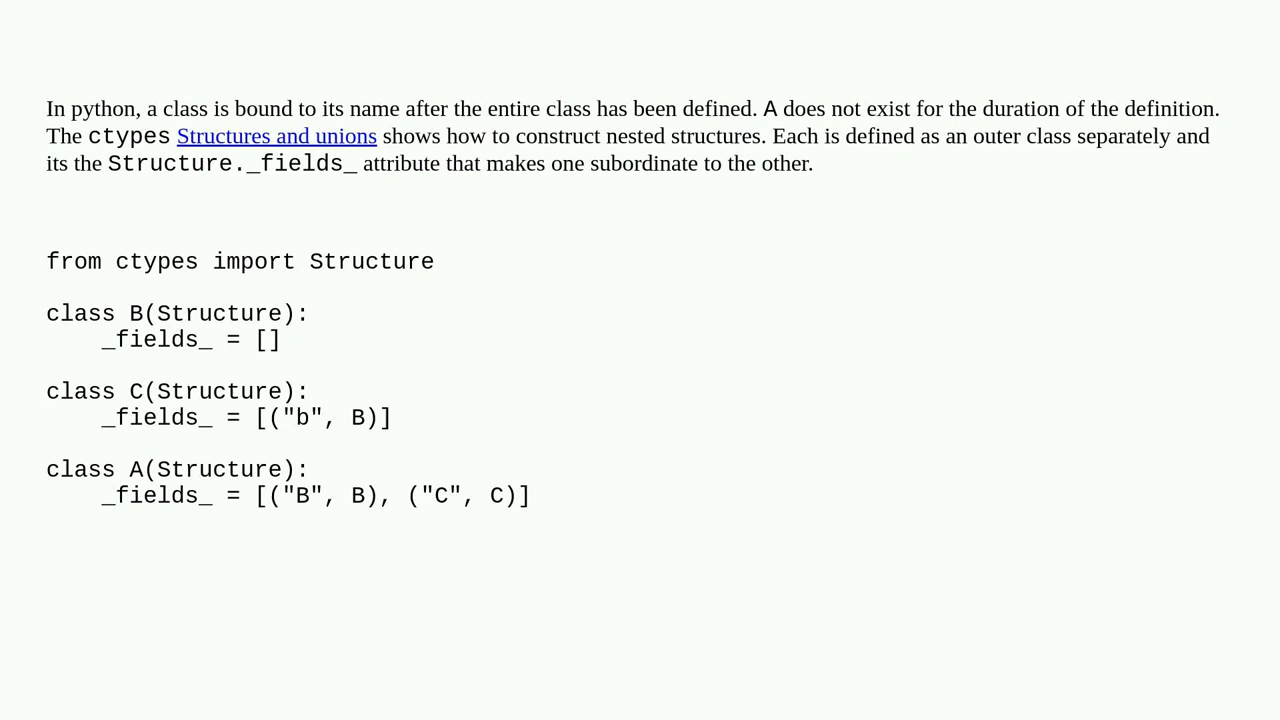 In python, a class is bound to its name after the entire class has been defined. A does not exist for the duration of the definition.
The ctypes Structures and unions shows how to construct nested structures. Each is defined as an outer class separately and
its the Structure._fields_ attribute that makes one subordinate to the other.
from ctypes import Structure
class B(Structure):
    _fields_ = []
class C(Structure):
    _fields_ = [("b", B)]
class A(Structure):
    _fields_ = [("B", B), ("C", C)]